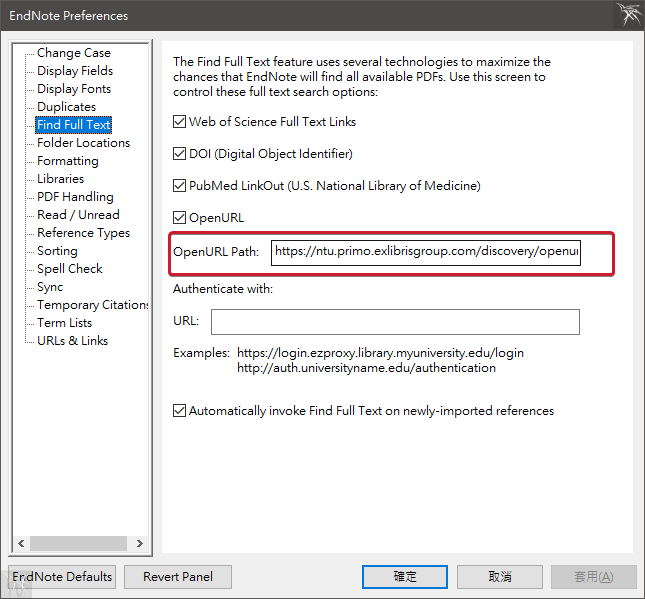 EndNote Preferences
Change Case
Display Fields
Display Fonts
Duplicates
Find Full Text
Folder Locations
Formatting
Libraries
PDF Handling
Read / Unread
Reference Types
Sorting
Spell Check
Sync
Temporary Citations
Term Lists
URLs & Links
The Find Full Text feature uses several technologies to maximize the
chances that EndNote will find all available PDFs. Use this screen to
control these full text search options:
Web of Science Full Text Links
DOI (Digital Object Identifier)
PubMed LinkOut (U.S. National Library of Medicine)
OpenURL
OpenURL Path: https://ntu.primo.exlibrisgroup.com/discovery/openu
Authenticate with:
URL:
Examples: https://login.ezproxy.library.myuniversity.edu/login
http://auth.universityname.edu/authentication
Automatically invoke Find Full Text on newly-imported references
EndNote Defaults Revert Panel 確定 取消 套用(A)